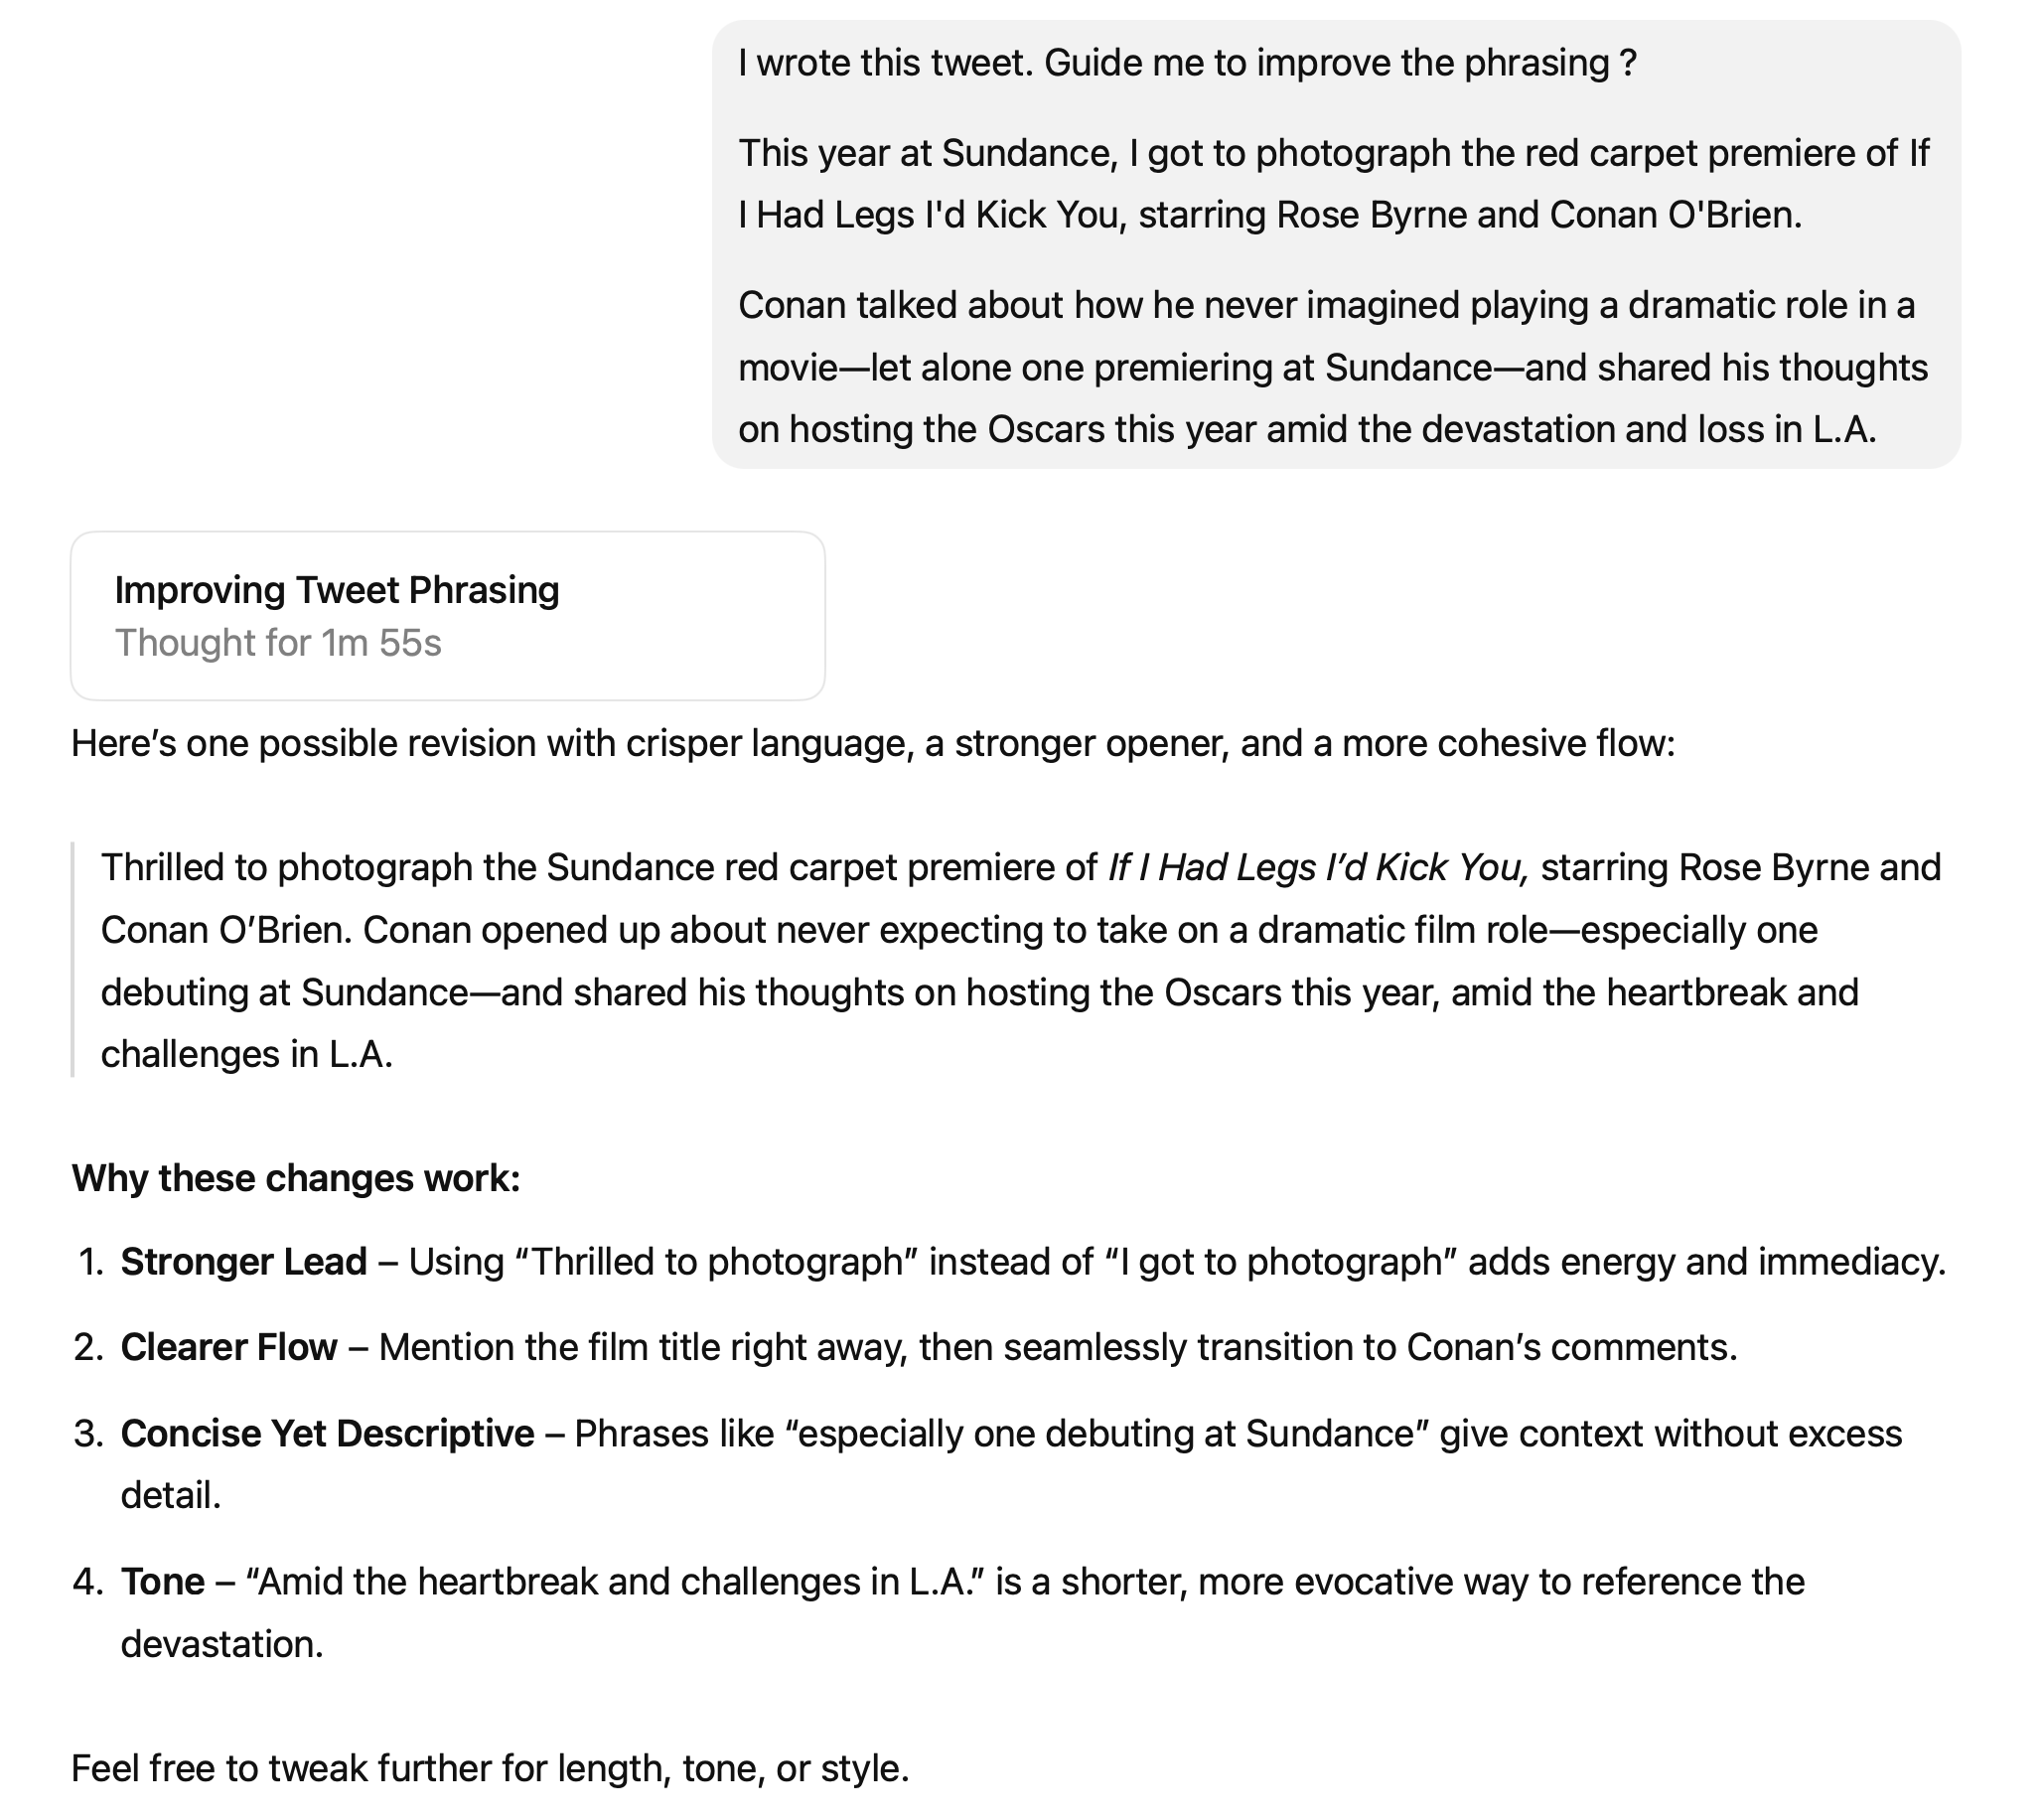 I wrote this tweet. Guide me to improve the phrasing ?
This year at Sundance, I got to photograph the red carpet premiere of If
I Had Legs I'd Kick You, starring Rose Byrne and Conan O'Brien.
Conan talked about how he never imagined playing a dramatic role in a
movie—let alone one premiering at Sundance—and shared his thoughts
on hosting the Oscars this year amid the devastation and loss in L.A.
Improving Tweet Phrasing
Thought for 1m 55s
Here’s one possible revision with crisper language, a stronger opener, and a more cohesive flow:
Thrilled to photograph the Sundance red carpet premiere of If I Had Legs I’d Kick You, starring Rose Byrne and
Conan O’Brien. Conan opened up about never expecting to take on a dramatic film role—especially one
debuting at Sundance—and shared his thoughts on hosting the Oscars this year, amid the heartbreak and
challenges in L.A.
Why these changes work:
1. Stronger Lead – Using “Thrilled to photograph” instead of “I got to photograph” adds energy and immediacy.
2. Clearer Flow – Mention the film title right away, then seamlessly transition to Conan’s comments.
3. Concise Yet Descriptive – Phrases like “especially one debuting at Sundance” give context without excess
detail.
4. Tone – “Amid the heartbreak and challenges in L.A.” is a shorter, more evocative way to reference the
devastation.
Feel free to tweak further for length, tone, or style.